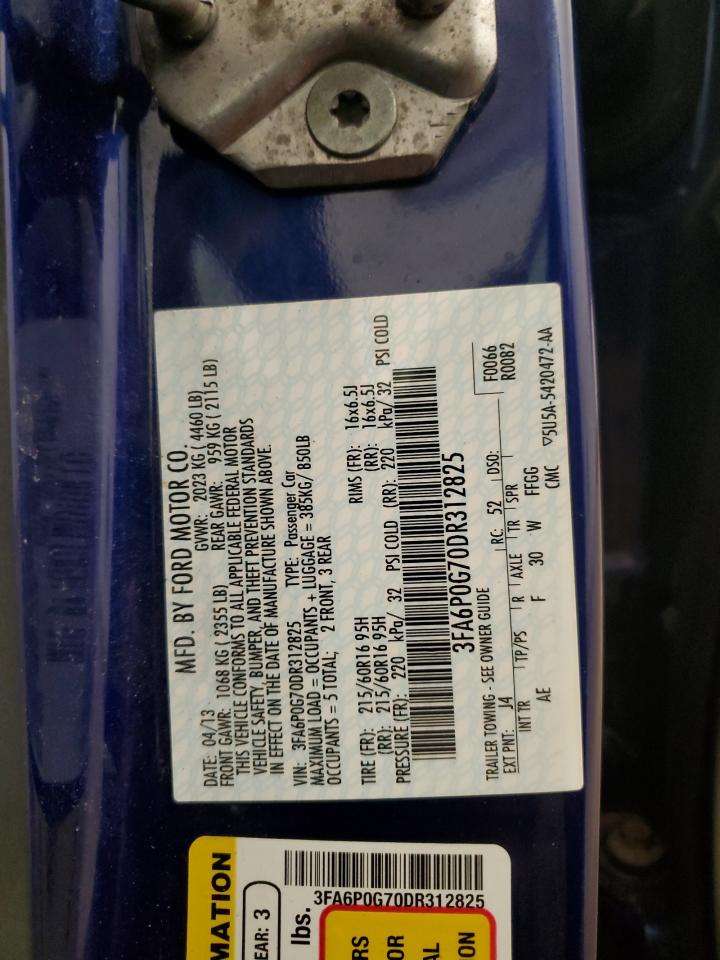 MFD. BY FORD MOTOR CO.
DATE: 04/13 GVWR: 2023 KG ( 4460 LB)
FRONT GAWR: 1068 KG ( 2355 LB) REAR GAWR: 959 KG ( 2115 LB)
THIS VEHICLE CONFORMS TO ALL APPLICABLE FEDERAL MOTOR
VEHICLE SAFETY, BUMPER, AND THEFT PREVENTION STANDARDS
IN EFFECT ON THE DATE OF MANUFACTURE SHOWN ABOVE.
VIN: 3FA6P0G70DR312825 TYPE: Passenger Car
MAXIMUM LOAD = OCCUPANTS + LUGGAGE = 385KG/ 850LB
OCCUPANTS = 5 TOTAL; 2 FRONT, 3 REAR
TIRE (FR): 215/60R16 95H RIMS (FR): 16x6.5J
(RR): 215/60R16 95H (RR): 16x6.5J
PRESSURE (FR): 220 kPa/ 32 PSI COLD (RR): 220 kPa/ 32 PSI COLD
3FA6P0G70DR312825
F0066
R0082
TRAILER TOWING - SEE OWNER GUIDE
EXT PNT: J4 RC: 52 DSO:
INT TR TP/PS R AXLE TR SPR
AE F 30 W FFGG
CMC ▽5U5A-5420472-AA
MATION
EAR: 3
lbs.
3FA6P0G70DR312825
RS
OR
AL
ON